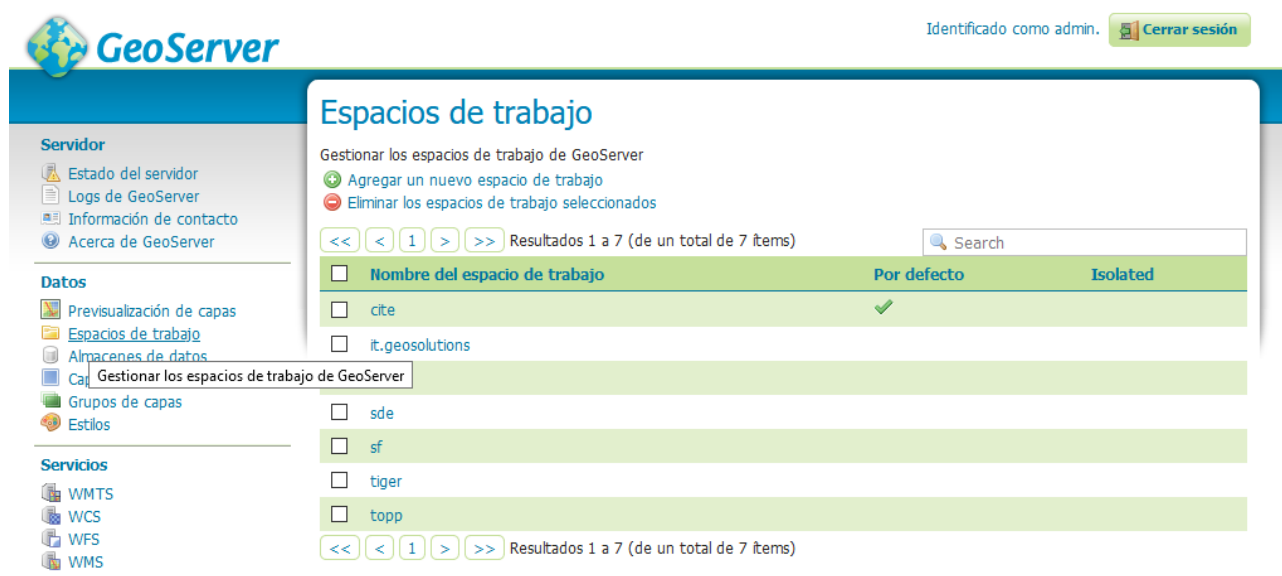 GeoServer
Identificado como admin.
Cerrar sesión
Servidor
Estado del servidor
Logs de GeoServer
Información de contacto
Acerca de GeoServer
Datos
Previsualización de capas
Espacios de trabajo
Almacenes de datos
Gestionar los espacios de trabajo de GeoServer
Grupos de capas
Estilos
Servicios
WMTS
WCS
WFS
WMS
Espacios de trabajo
Gestionar los espacios de trabajo de GeoServer
Agregar un nuevo espacio de trabajo
Eliminar los espacios de trabajo seleccionados
<< < 1 > >> Resultados 1 a 7 (de un total de 7 ítems) Search
Nombre del espacio de trabajo Por defecto Isolated
cite
it.geosolutions
sde
sf
tiger
topp
<< < 1 > >> Resultados 1 a 7 (de un total de 7 ítems)